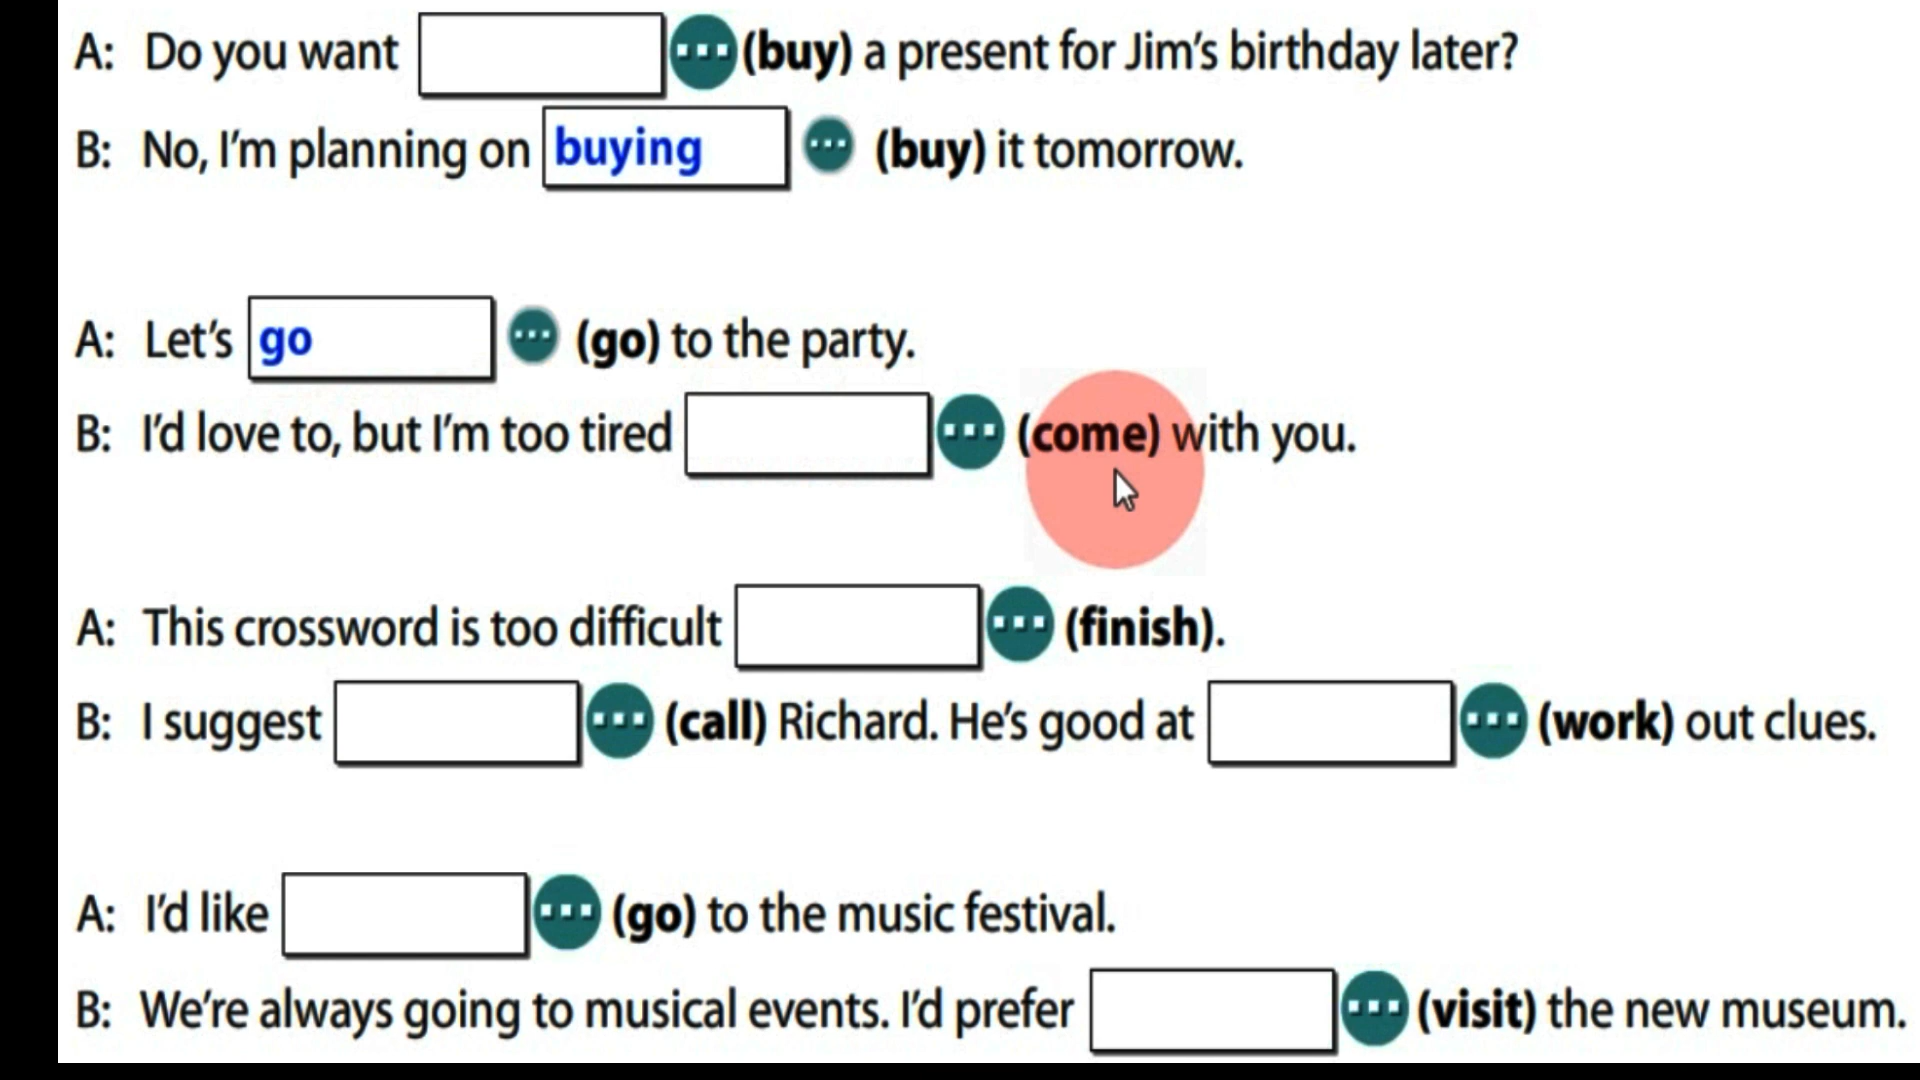 A: Do you want (buy) a present for Jim's birthday later?
B: No, I'm planning on buying (buy) it tomorrow.
A: Let's go (go) to the party.
B: I'd love to, but I'm too tired (come) with you.
A: This crossword is too difficult (finish).
B: I suggest (call) Richard. He's good at (work) out clues.
A: I'd like (go) to the music festival.
B: We're always going to musical events. I'd prefer (visit) the new museum.